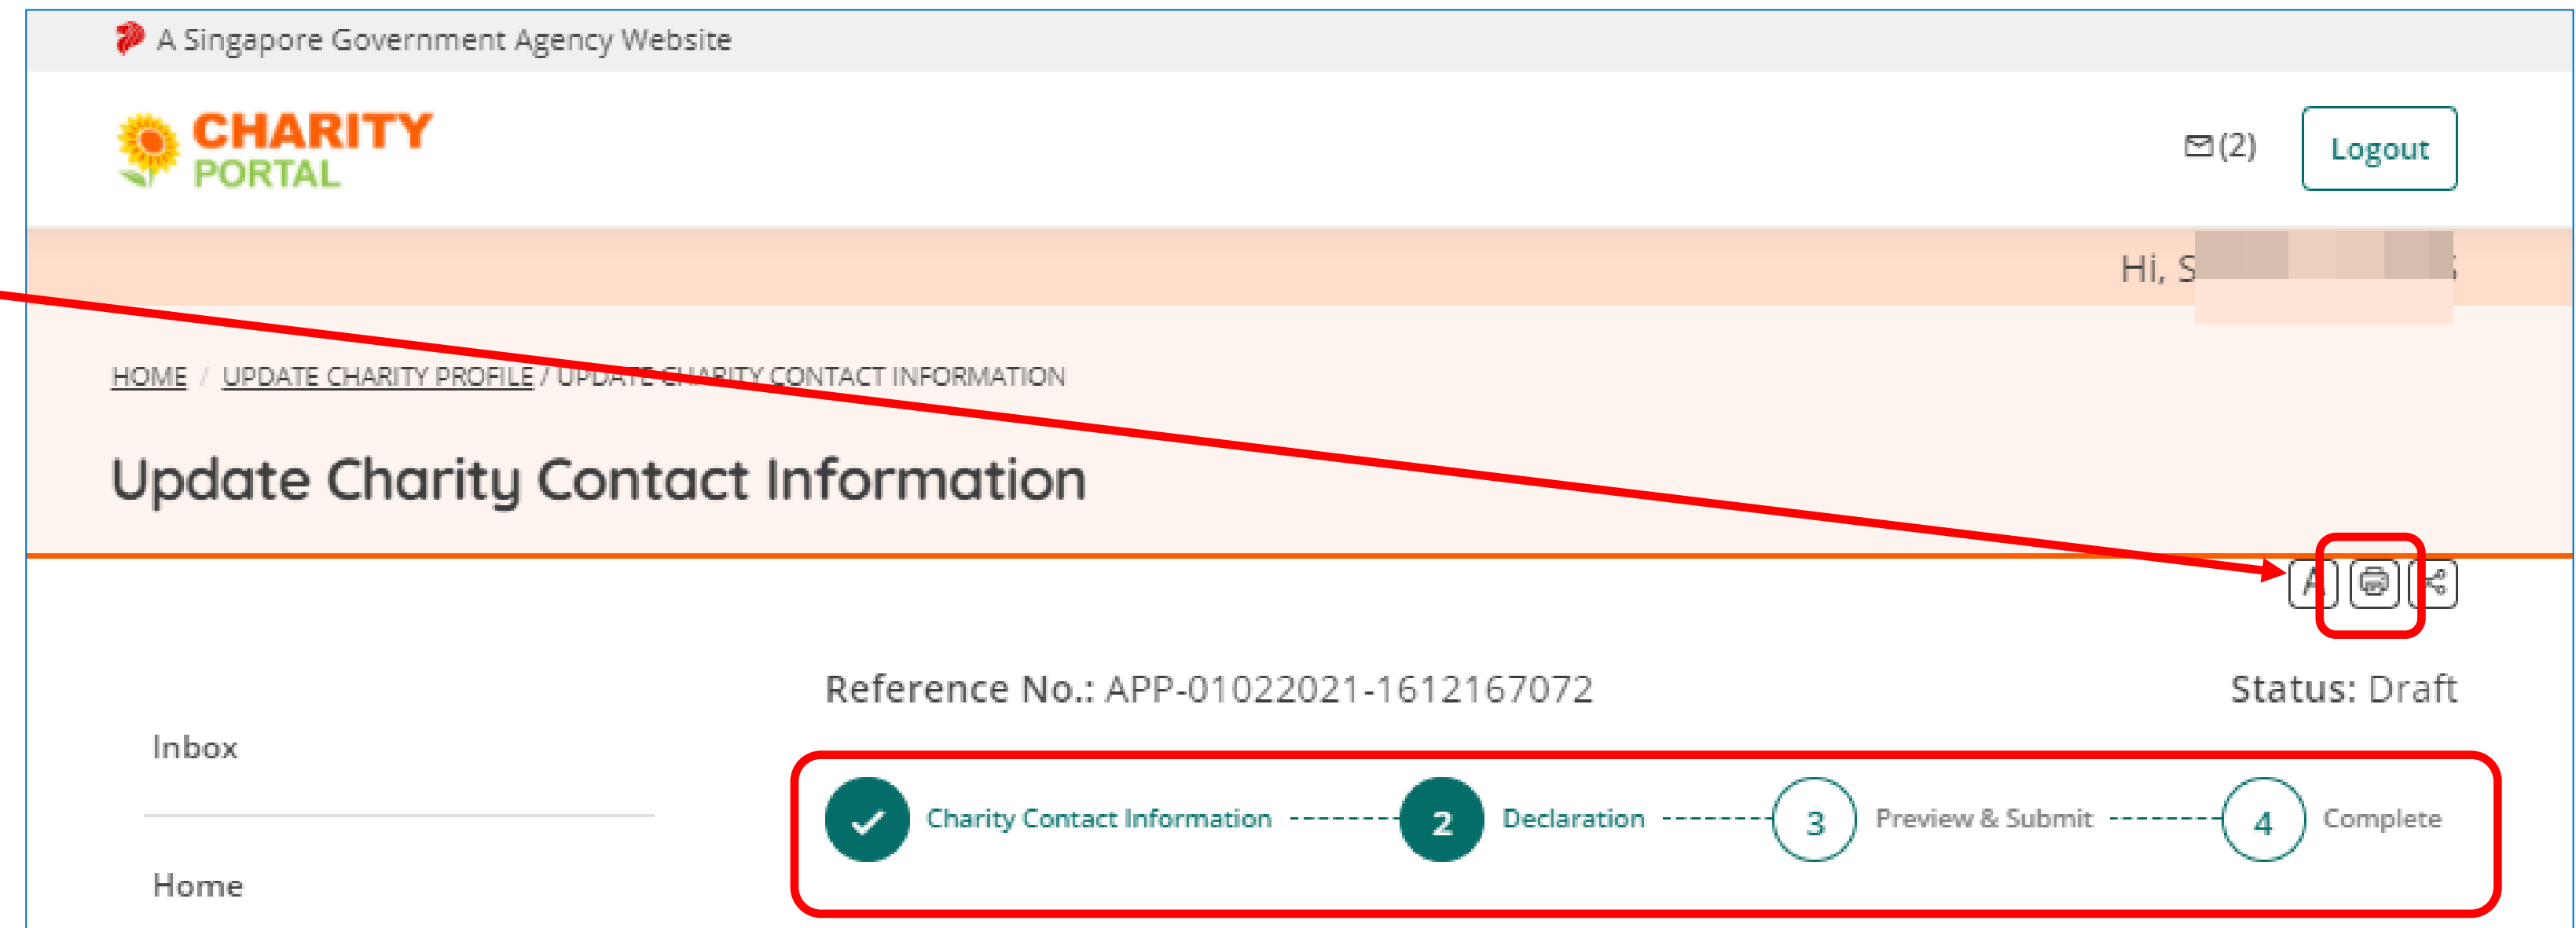 A Singapore Government Agency Website
CHARITY
PORTAL
(2)
Logout
Hi, S
HOME / UPDATE CHARITY PROFILE / UPDATE CHARITY CONTACT INFORMATION
Update Charity Contact Information
A
Reference No.: APP-01022021-1612167072
Status: Draft
Inbox
Charity Contact Information
2
Declaration
3
Preview & Submit
4
Complete
Home